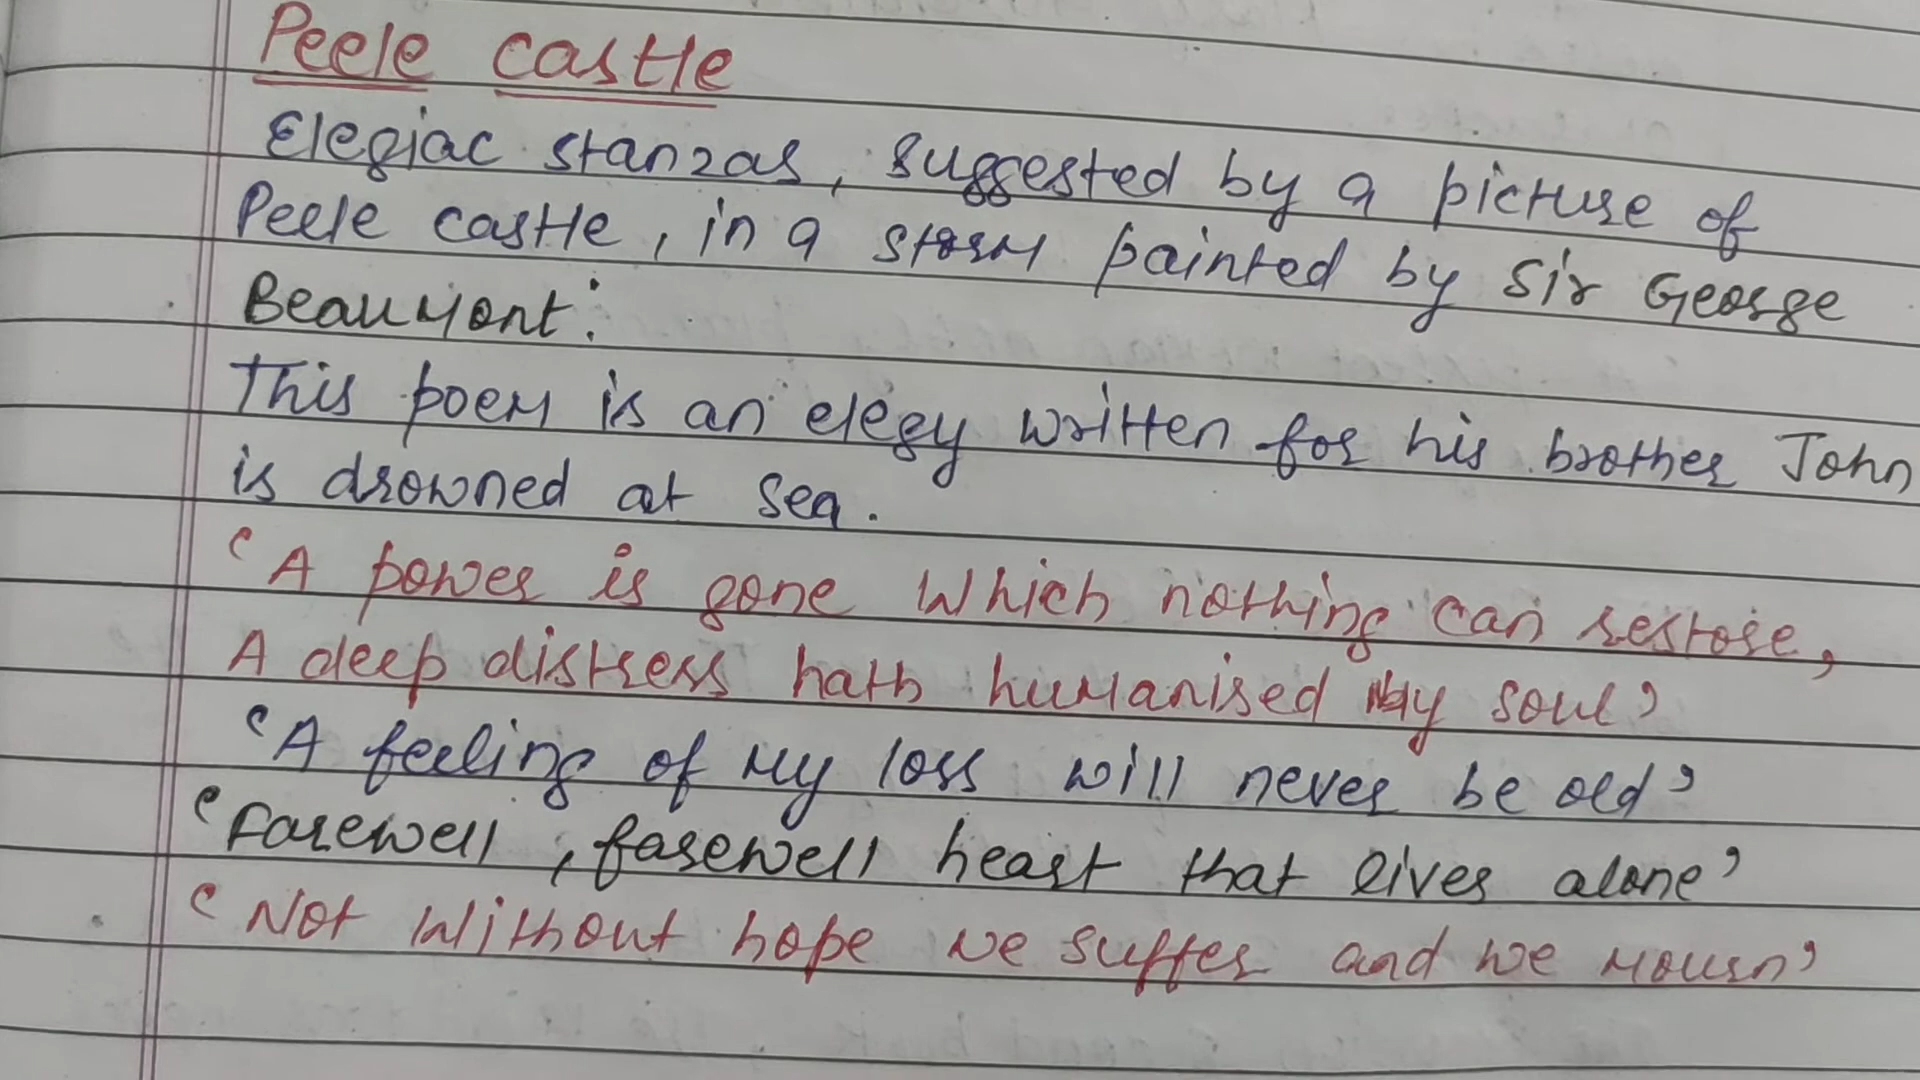 Peele castle
Elegiac stanzas, suggested by a picture of
Peele castle, in a storm painted by Sir George
Beaumont:
This poem is an elegy written for his brother John
is drowned at sea.
'A power is gone which nothing can restore,
A deep distress hath humanised my soul'
'A feeling of my loss will never be old'
'Farewell, farewell heart that lives alone'
'Not without hope we suffer and we mourn'